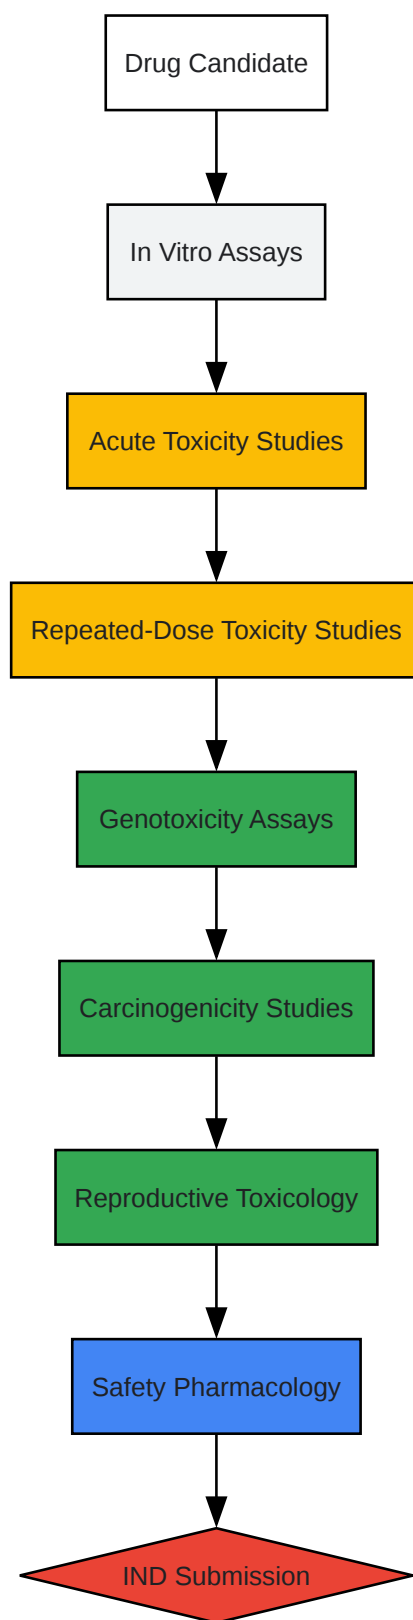 Drug Candidate
In Vitro Assays
Acute Toxicity Studies
Repeated-Dose Toxicity Studies
Genotoxicity Assays
Carcinogenicity Studies
Reproductive Toxicology
Safety Pharmacology
IND Submission